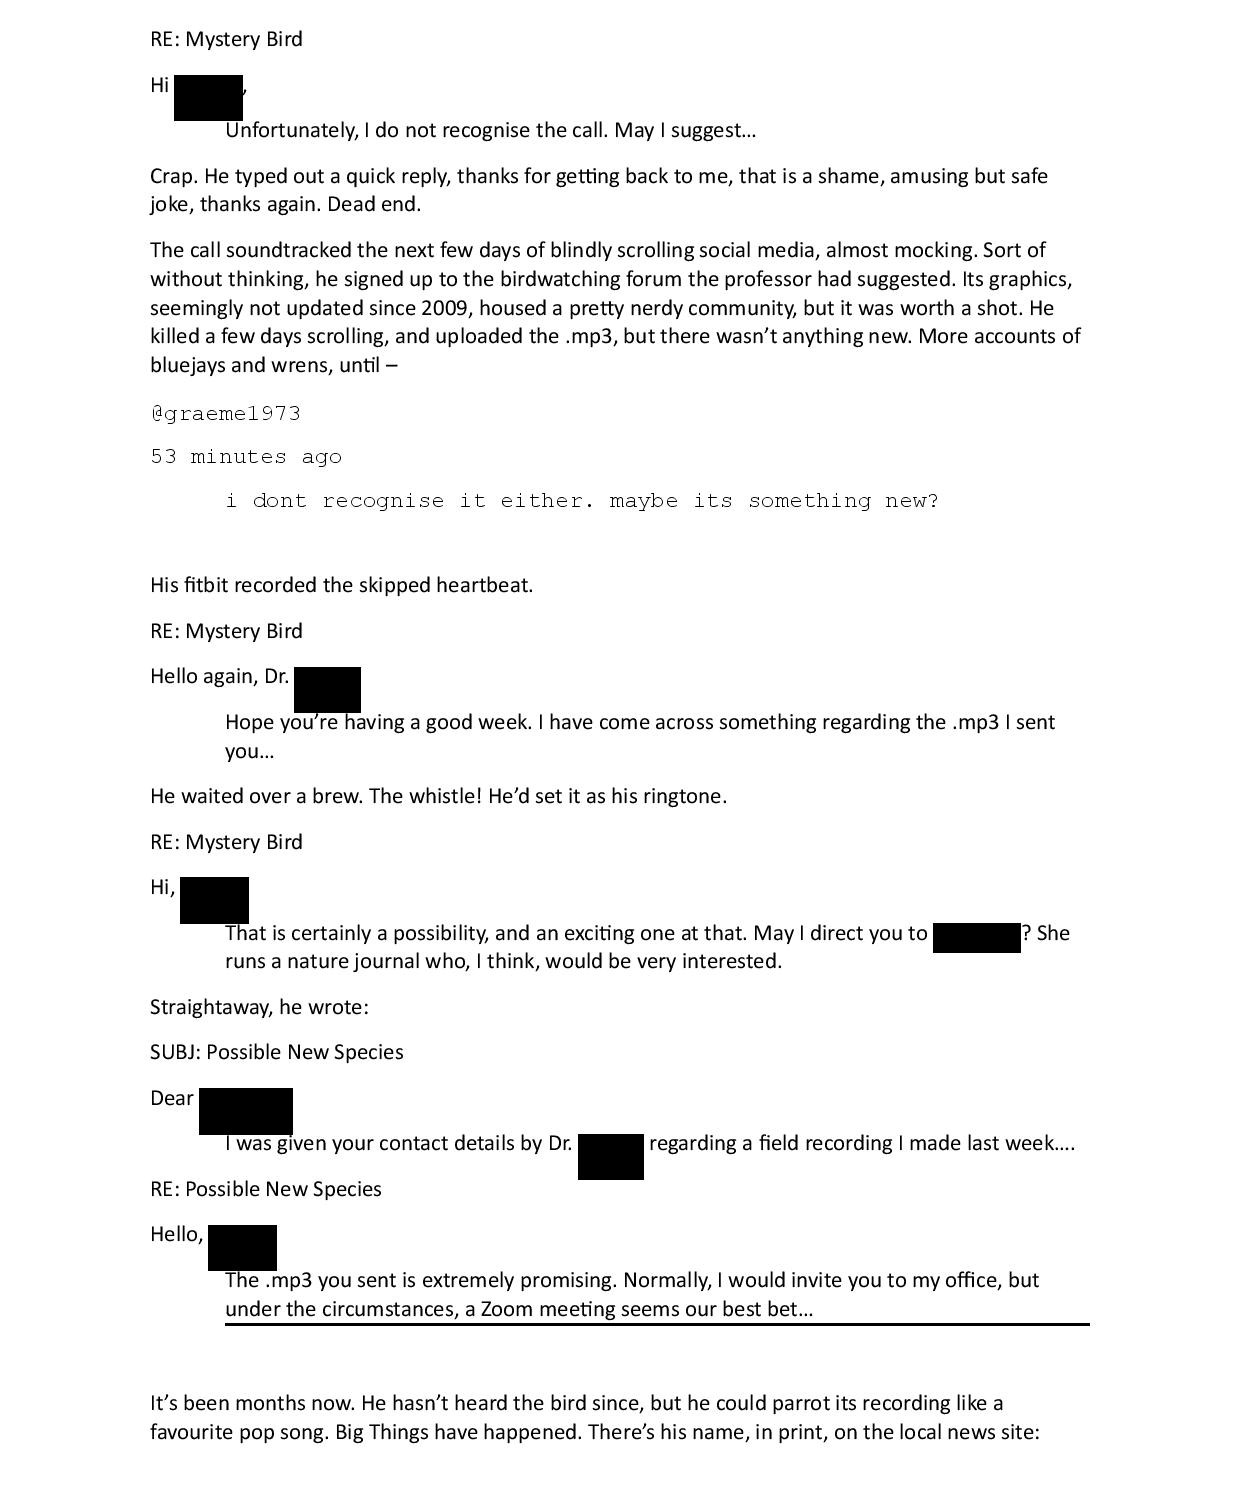 RE: Mystery Bird
Hi ,
Unfortunately, I do not recognise the call. May I suggest…
Crap. He typed out a quick reply, thanks for getting back to me, that is a shame, amusing but safe
joke, thanks again. Dead end.
The call soundtracked the next few days of blindly scrolling social media, almost mocking. Sort of
without thinking, he signed up to the birdwatching forum the professor had suggested. Its graphics,
seemingly not updated since 2009, housed a pretty nerdy community, but it was worth a shot. He
killed a few days scrolling, and uploaded the .mp3, but there wasn’t anything new. More accounts of
bluejays and wrens, until –
@graeme1973
53 minutes ago
i dont recognise it either. maybe its something new?
His fitbit recorded the skipped heartbeat.
RE: Mystery Bird
Hello again, Dr.
Hope you’re having a good week. I have come across something regarding the .mp3 I sent
you…
He waited over a brew. The whistle! He’d set it as his ringtone.
RE: Mystery Bird
Hi,
That is certainly a possibility, and an exciting one at that. May I direct you to ? She
runs a nature journal who, I think, would be very interested.
Straightaway, he wrote:
SUBJ: Possible New Species
Dear
I was given your contact details by Dr. regarding a field recording I made last week….
RE: Possible New Species
Hello,
The .mp3 you sent is extremely promising. Normally, I would invite you to my office, but
under the circumstances, a Zoom meeting seems our best bet…
It’s been months now. He hasn’t heard the bird since, but he could parrot its recording like a
favourite pop song. Big Things have happened. There’s his name, in print, on the local news site: